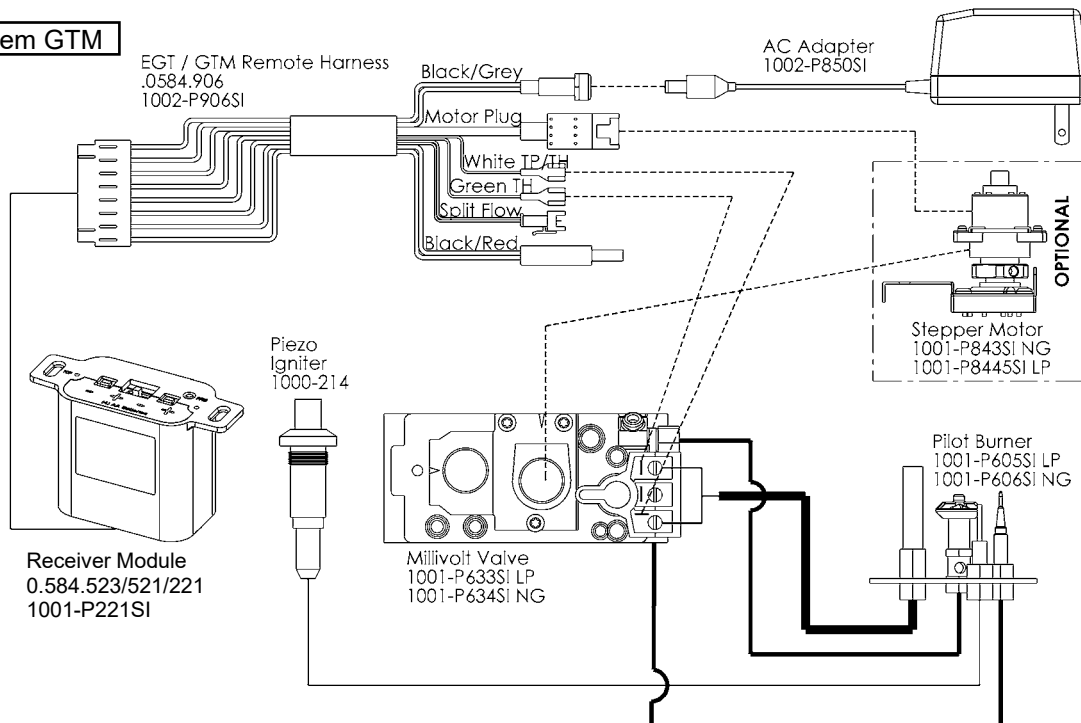 em GTM
EGT / GTM Remote Harness
.0584.906
1002-P906SI
Black/Grey
AC Adapter
1002-P850SI
Motor Plug
White TP/TH
Green TH
Split Flow
Black/Red
OPTIONAL
Stepper Motor
1001-P843SI NG
1001-P8445SI LP
Piezo
Igniter
1000-214
Pilot Burner
1001-P605SI LP
1001-P606SI NG
Receiver Module
0.584.523/521/221
1001-P221SI
Millivolt Valve
1001-P633SI LP
1001-P634SI NG